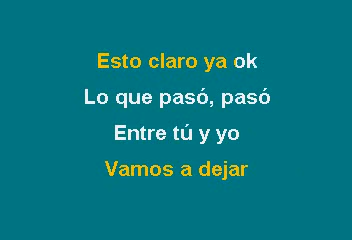 Esto claro ya ok
Lo que pasó, pasó
Entre tú y yo
Vamos a dejar